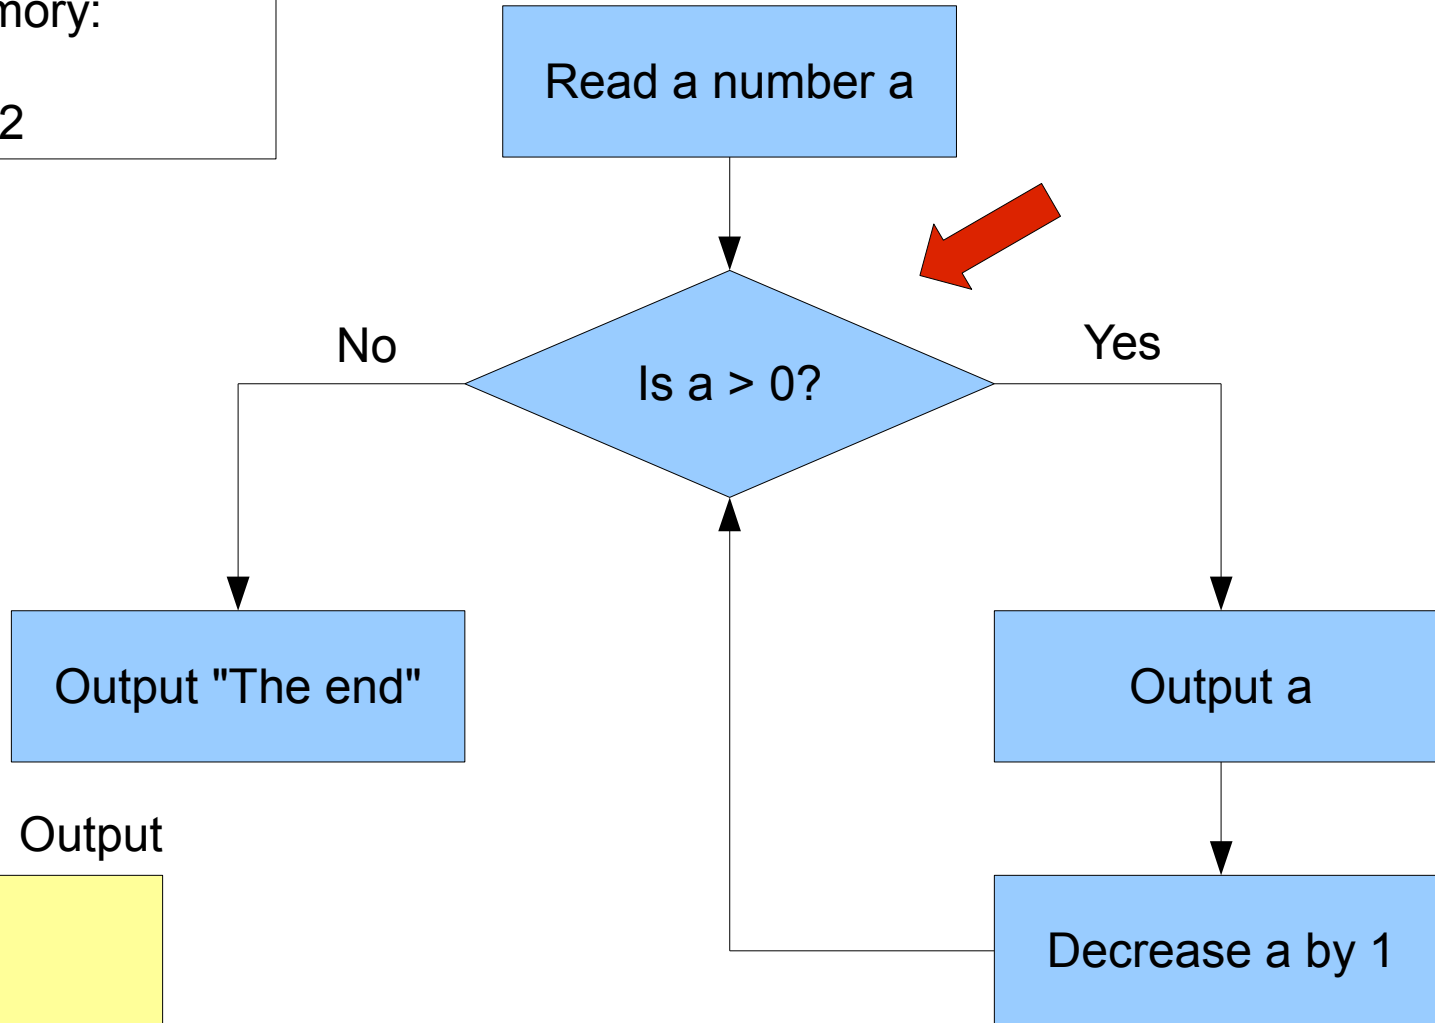 mory:
2
Read a number a
No
Yes
Is a > 0?
Output "The end"
Output a
Output
Decrease a by 1